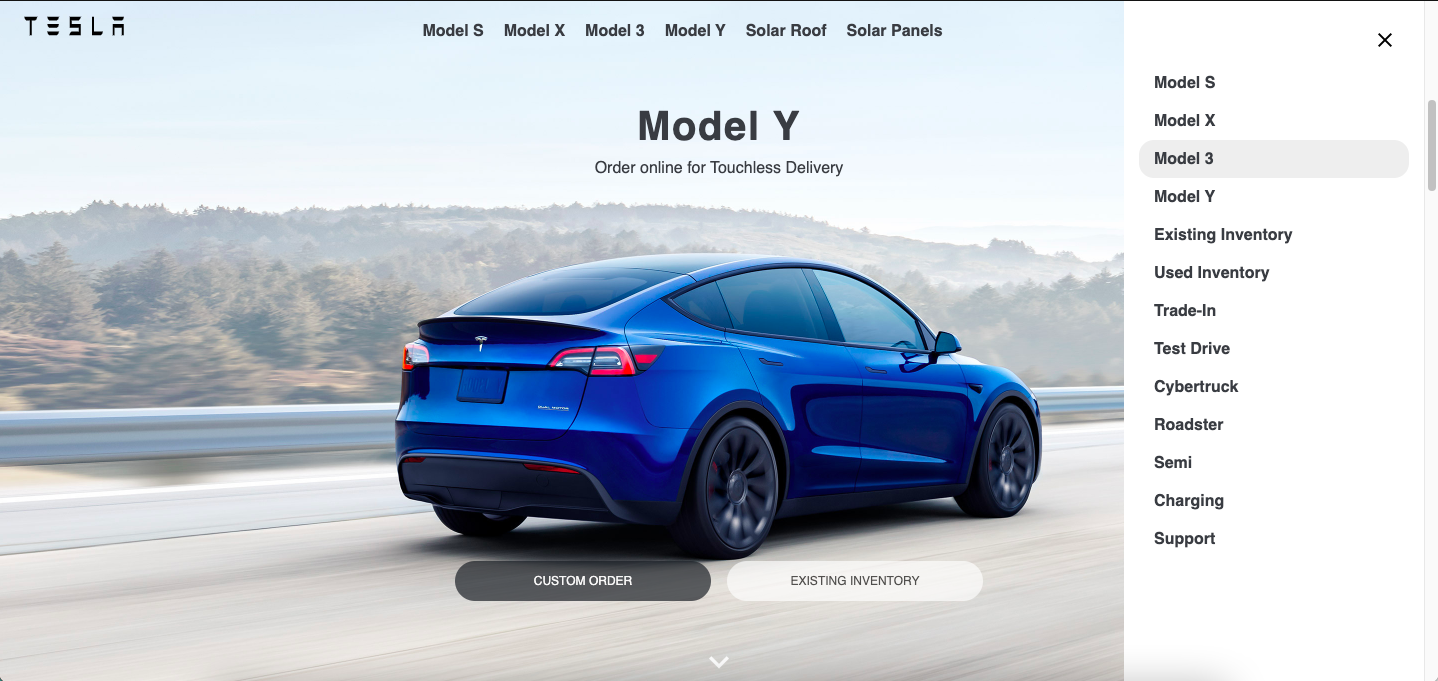 TESLA
Model S Model X Model 3 Model Y Solar Roof Solar Panels
Model Y
Order online for Touchless Delivery
DUAL MOTOR
CUSTOM ORDER EXISTING INVENTORY
Model S
Model X
Model 3
Model Y
Existing Inventory
Used Inventory
Trade-In
Test Drive
Cybertruck
Roadster
Semi
Charging
Support